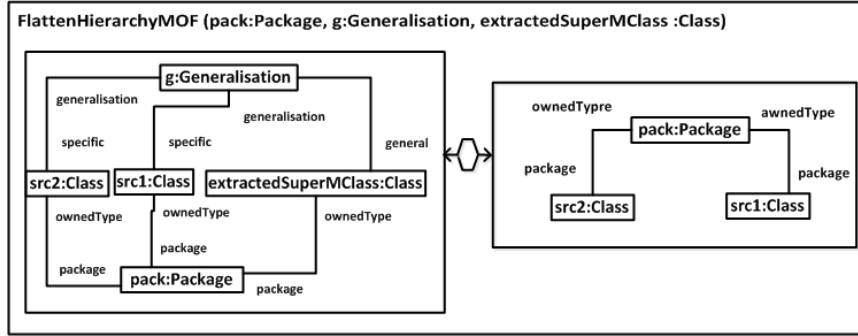 FlattenHierarchyMOF (pack:Package, g:Generalisation, extractedSuperMClass :Class)
g:Generalisation
generalisation
generalisation
specific
specific
general
src2:Class
src1:Class
extractedSuperMClass:Class
ownedType
ownedType
ownedType
package
package
package
pack:Package
ownedTypre
awnedType
pack:Package
package
package
src2:Class
src1:Class